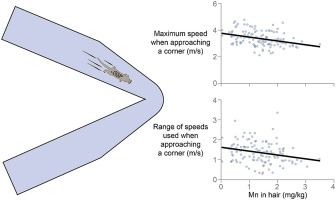 Maximum speed
when approaching
a corner (m/s)
6
4
2
0
Range of speeds
used when
approaching
a corner (m/s)
4
3
2
1
0
0 1 2 3 4
Mn in hair (mg/kg)